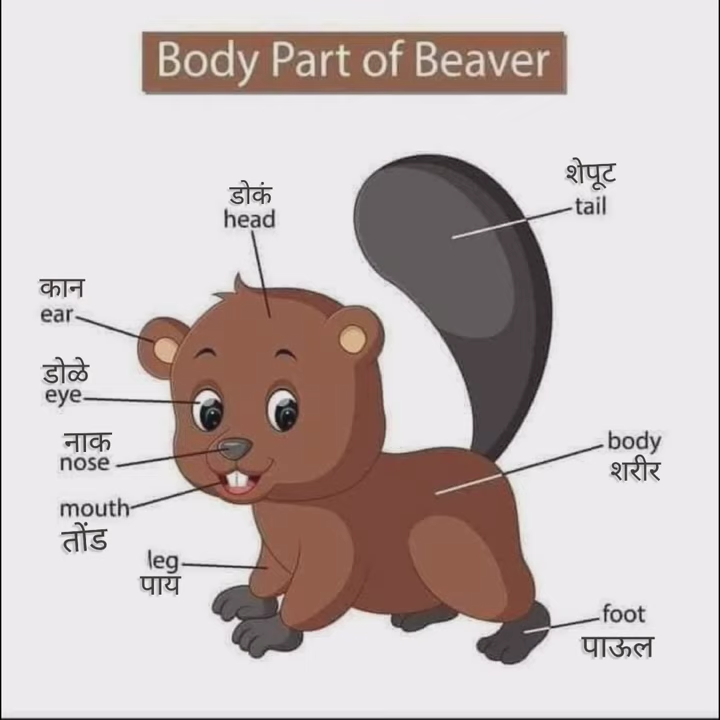 Body Part of Beaver
डोकं
head
शेपूट
tail
कान
ear
डोळे
eye
नाक
nose
mouth
तोंड
leg
पाय
body
शरीर
foot
पाऊल